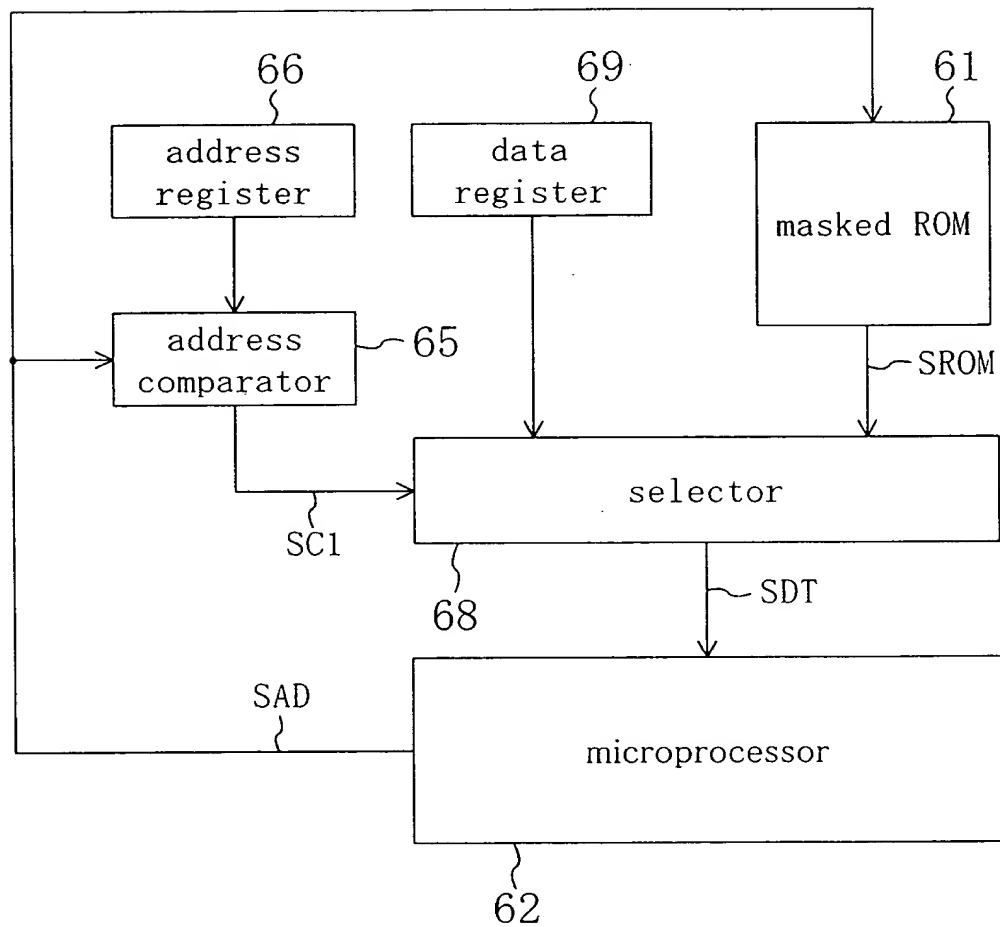 66
69
61
address
register
data
register
masked ROM
address
comparator
65
SROM
selector
SC1
68
SDT
SAD
microprocessor
62